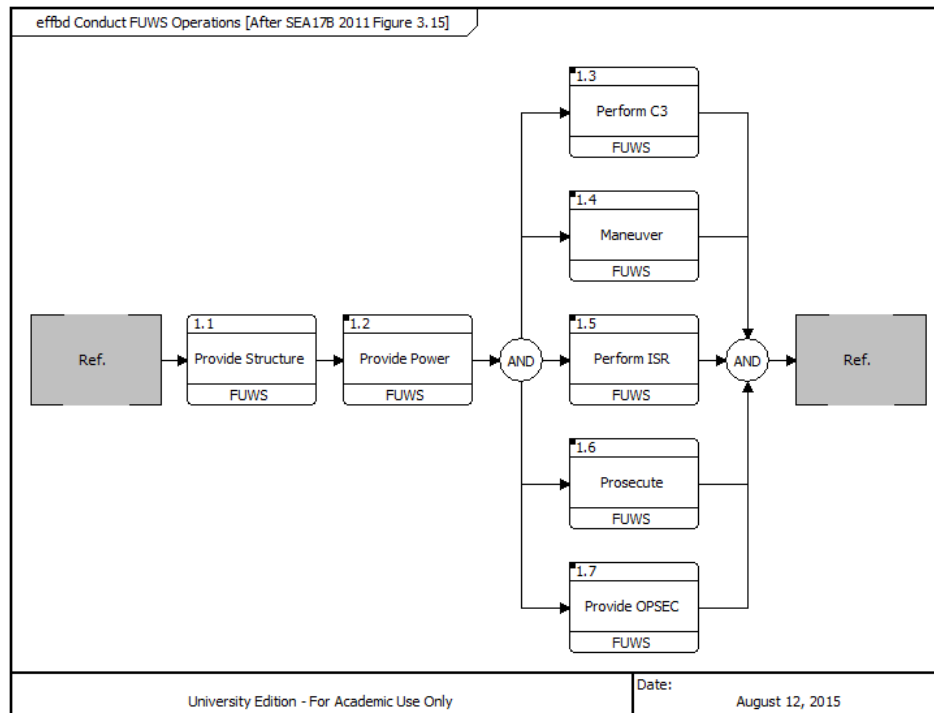 effbd Conduct FUWS Operations [After SEA17B 2011 Figure 3.15]
1.3
Perform C3
FUWS
1.4
Maneuver
FUWS
Ref.
1.1
Provide Structure
FUWS
1.2
Provide Power
FUWS
AND
1.5
Perform ISR
FUWS
AND
Ref.
1.6
Prosecute
FUWS
1.7
Provide OPSEC
FUWS
University Edition - For Academic Use Only
Date:
August 12, 2015